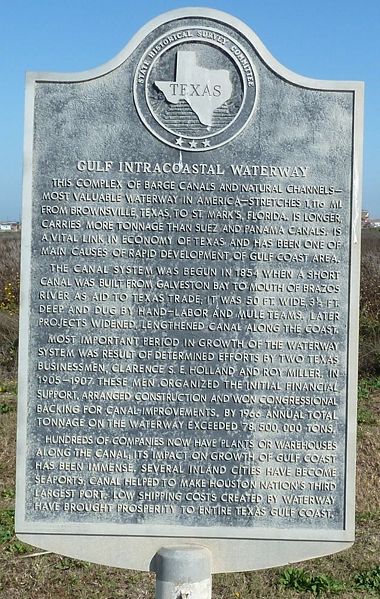 STATE HISTORICAL SURVEY COMMITTEE
TEXAS
GULF INTRACOASTAL WATERWAY
THIS COMPLEX OF BARGE CANALS AND NATURAL CHANNELS—
MOST VALUABLE WATERWAY IN AMERICA—STRETCHES 1,116 MI.
FROM BROWNSVILLE, TEXAS, TO ST. MARK'S, FLORIDA. IS LONGER,
CARRIES MORE TONNAGE THAN SUEZ AND PANAMA CANALS. IS
A VITAL LINK IN ECONOMY OF TEXAS AND HAS BEEN ONE OF
MAIN CAUSES OF RAPID DEVELOPMENT OF GULF COAST AREA.
THE CANAL SYSTEM WAS BEGUN IN 1854 WHEN A SHORT
CANAL WAS BUILT FROM GALVESTON BAY TO MOUTH OF BRAZOS
RIVER AS AID TO TEXAS TRADE. IT WAS 50 FT. WIDE, 3½ FT.
DEEP AND DUG BY HAND-LABOR AND MULE TEAMS. LATER
PROJECTS WIDENED, LENGTHENED CANAL ALONG THE COAST.
MOST IMPORTANT PERIOD IN GROWTH OF THE WATERWAY
SYSTEM WAS RESULT OF DETERMINED EFFORTS BY TWO TEXAS
BUSINESSMEN, CLARENCE S. E. HOLLAND AND ROY MILLER. IN
1905-1907 THESE MEN ORGANIZED THE INITIAL FINANCIAL
SUPPORT, ARRANGED CONSTRUCTION AND WON CONGRESSIONAL
BACKING FOR CANAL IMPROVEMENTS. BY 1966 ANNUAL TOTAL
TONNAGE ON THE WATERWAY EXCEEDED 78,500,000 TONS.
HUNDREDS OF COMPANIES NOW HAVE PLANTS OR WAREHOUSES
ALONG THE CANAL. ITS IMPACT ON GROWTH OF GULF COAST
HAS BEEN IMMENSE. SEVERAL INLAND CITIES HAVE BECOME
SEAPORTS. CANAL HELPED TO MAKE HOUSTON NATION'S THIRD
LARGEST PORT. LOW SHIPPING COSTS CREATED BY WATERWAY
HAVE BROUGHT PROSPERITY TO ENTIRE TEXAS GULF COAST.